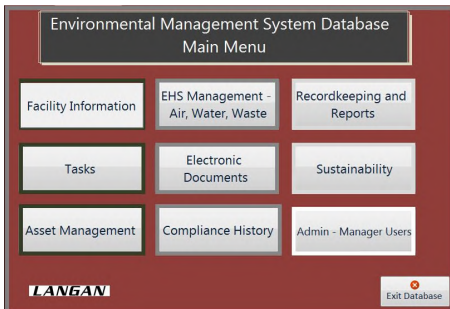 Environmental Management System Database
Main Menu
Facility Information
EHS Management -
Air, Water, Waste
Recordkeeping and
Reports
Tasks
Electronic
Documents
Sustainability
Asset Management
Compliance History
Admin - Manager Users
LANGAN
Exit Database